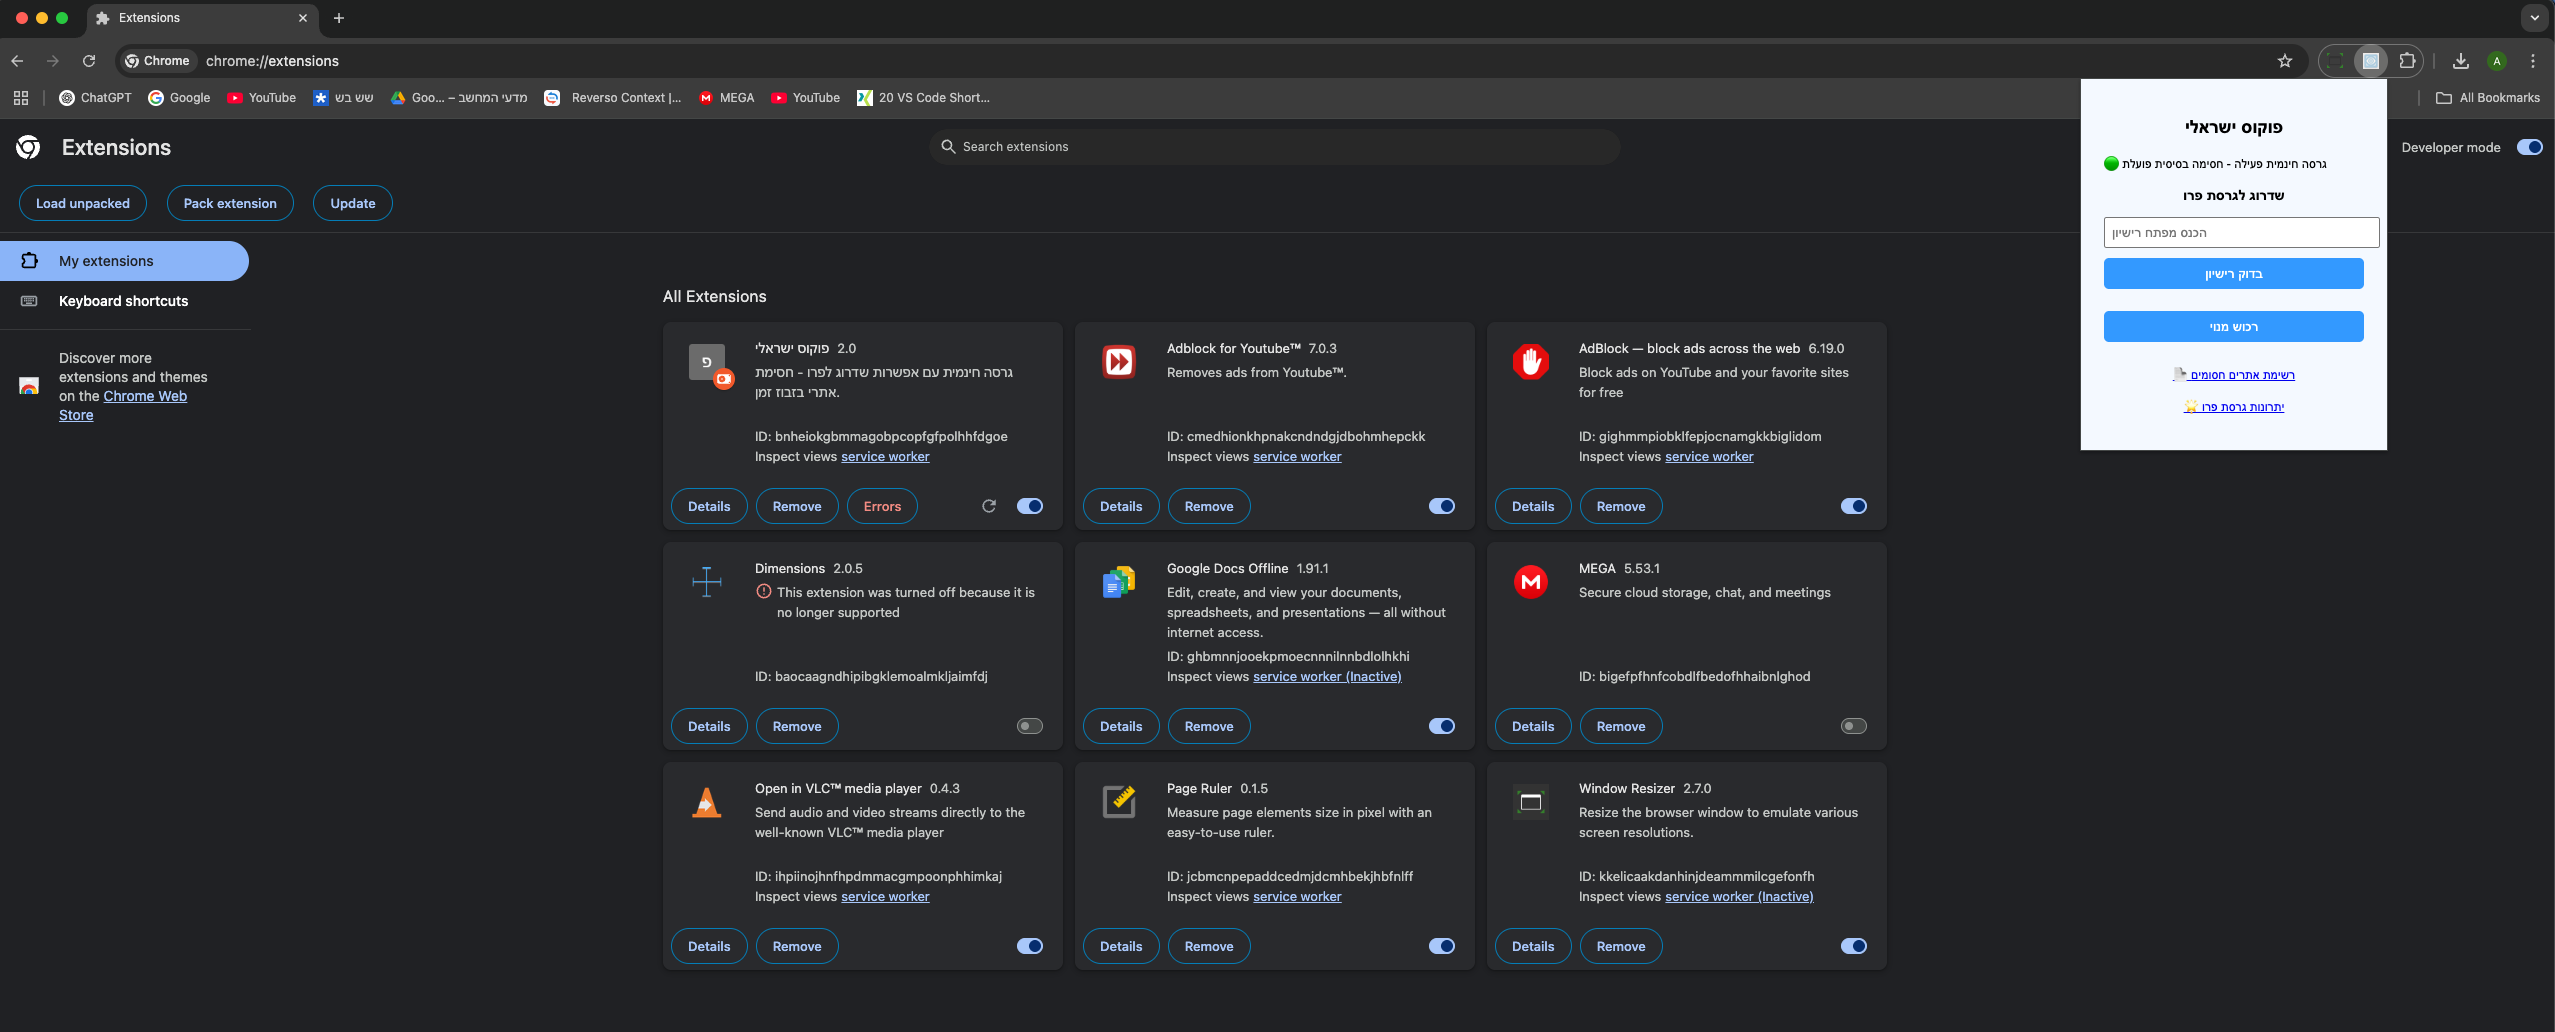 Extensions
Chrome
chrome://extensions
A
ChatGPT
Google
YouTube
שש בש
Goo... – מדעי המחשב
Reverso Context |...
MEGA
YouTube
20 VS Code Short...
All Bookmarks
Extensions
Search extensions
Developer mode
Load unpacked
Pack extension
Update
My extensions
Keyboard shortcuts
Discover more
extensions and themes
on the Chrome Web
Store
All Extensions
פ
פוקוס ישראלי 2.0
גרסה חינמית עם אפשרות שדרוג לפרו - חסימת
אתרי בזבוז זמן.
ID: bnheiokgbmmagobpcopfgfpolhhfdgoe
Inspect views service worker
Details
Remove
Errors
Adblock for Youtube™ 7.0.3
Removes ads from Youtube™.
ID: cmedhionkhpnakcndndgjdbohmhepckk
Inspect views service worker
Details
Remove
AdBlock — block ads across the web 6.19.0
Block ads on YouTube and your favorite sites
for free
ID: gighmmpiobklfepjocnamgkkbiglidom
Inspect views service worker
Details
Remove
Dimensions 2.0.5
This extension was turned off because it is
no longer supported
ID: baocaagndhipibgklemoalmkljaimfdj
Details
Remove
Google Docs Offline 1.91.1
Edit, create, and view your documents,
spreadsheets, and presentations — all without
internet access.
ID: ghbmnnjooekpmoecnnnilnnbdlolhkhi
Inspect views service worker (Inactive)
Details
Remove
MEGA 5.53.1
Secure cloud storage, chat, and meetings
ID: bigefpfhnfcobdlfbedofhhaibnlghod
Details
Remove
Open in VLC™ media player 0.4.3
Send audio and video streams directly to the
well-known VLC™ media player
ID: ihpiinojhnfhpdmmacgmpoonphhimkaj
Inspect views service worker
Details
Remove
Page Ruler 0.1.5
Measure page elements size in pixel with an
easy-to-use ruler.
ID: jcbmcnpepaddcedmjdcmhbekjhbfnlff
Inspect views service worker
Details
Remove
Window Resizer 2.7.0
Resize the browser window to emulate various
screen resolutions.
ID: kkelicaakdanhinjdeammmilcgefonfh
Inspect views service worker (Inactive)
Details
Remove
פוקוס ישראלי
גרסה חינמית פעילה - חסימה בסיסית פועלת
שדרוג לגרסת פרו
הכנס מפתח רישיון
בדוק רישיון
רכוש מנוי
רשימת אתרים חסומים
יתרונות גרסת פרו